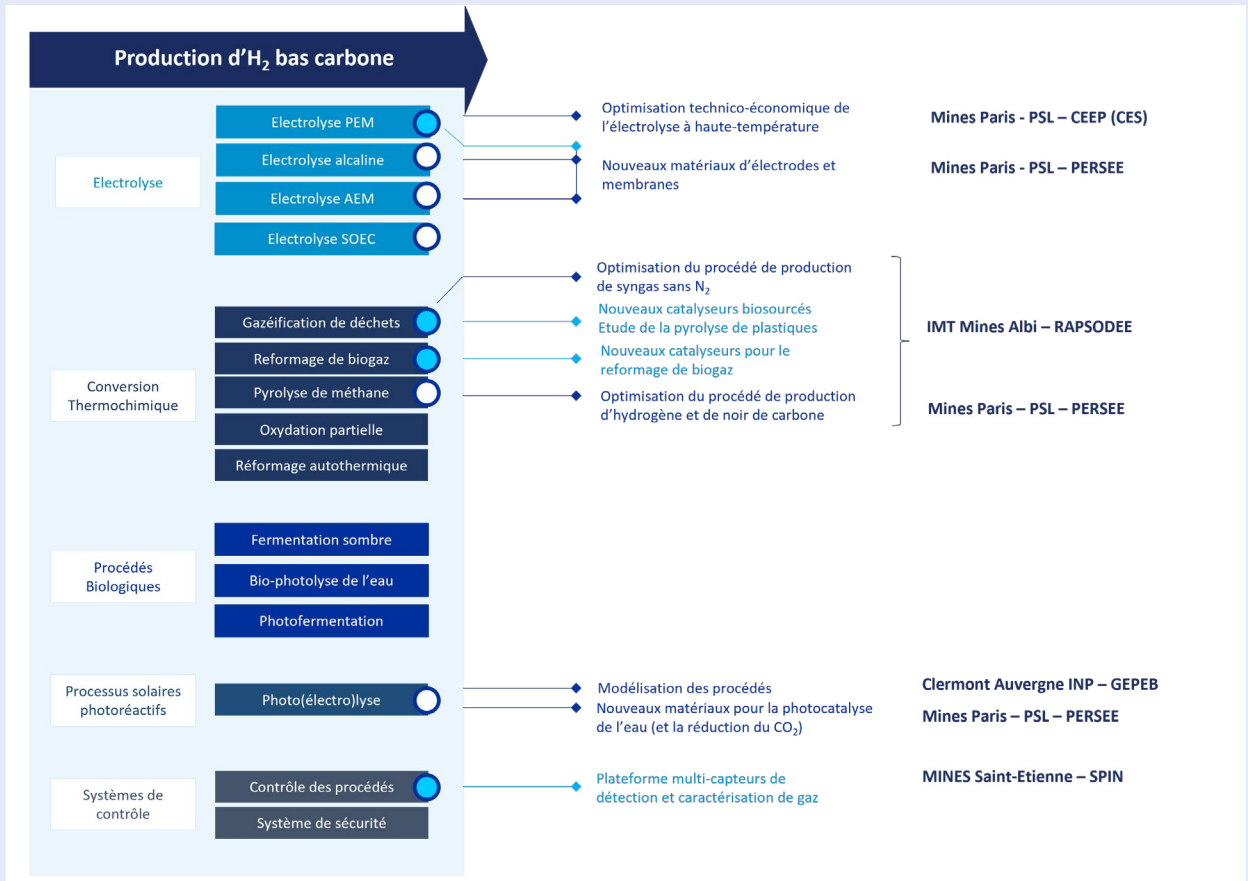 Production d'H₂ bas carbone
Electrolyse
Electrolyse PEM
Electrolyse alcaline
Electrolyse AEM
Electrolyse SOEC
Optimisation technico-économique de
l'électrolyse à haute-température
Nouveaux matériaux d'électrodes et
membranes
Mines Paris - PSL – CEEP (CES)
Mines Paris - PSL – PERSEE
Conversion
Thermochimique
Gazéification de déchets
Reformage de biogaz
Pyrolyse de méthane
Oxydation partielle
Réformage autothermique
Optimisation du procédé de production
de syngas sans N₂
Nouveaux catalyseurs biosourcés
Etude de la pyrolyse de plastiques
Nouveaux catalyseurs pour le
reformage de biogaz
Optimisation du procédé de production
d'hydrogène et de noir de carbone
IMT Mines Albi – RAPSODEE
Mines Paris – PSL – PERSEE
Procédés
Biologiques
Fermentation sombre
Bio-photolyse de l'eau
Photofermentation
Processus solaires
photoréactifs
Photo(électro)lyse
Modélisation des procédés
Nouveaux matériaux pour la photocatalyse
de l'eau (et la réduction du CO₂)
Clermont Auvergne INP – GEPEB
Mines Paris – PSL – PERSEE
Systèmes de
contrôle
Contrôle des procédés
Système de sécurité
Plateforme multi-capteurs de
détection et caractérisation de gaz
MINES Saint-Etienne – SPIN